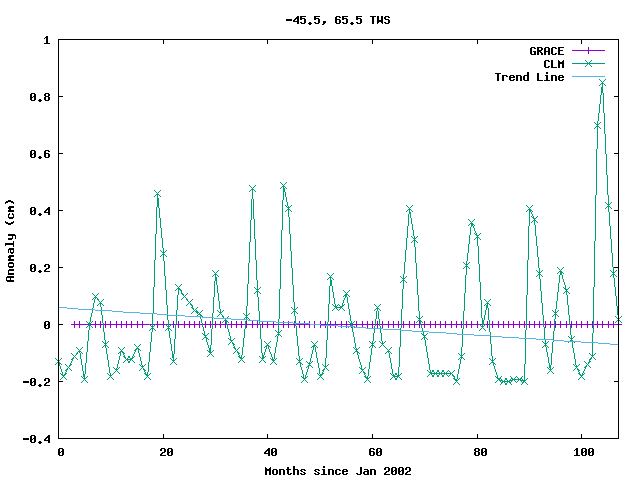 -45.5, 65.5 TWS
GRACE
CLM
Trend Line
1
0.8
0.6
0.4
0.2
0
-0.2
-0.4
Anomaly (cm)
0 20 40 60 80 100
Months since Jan 2002